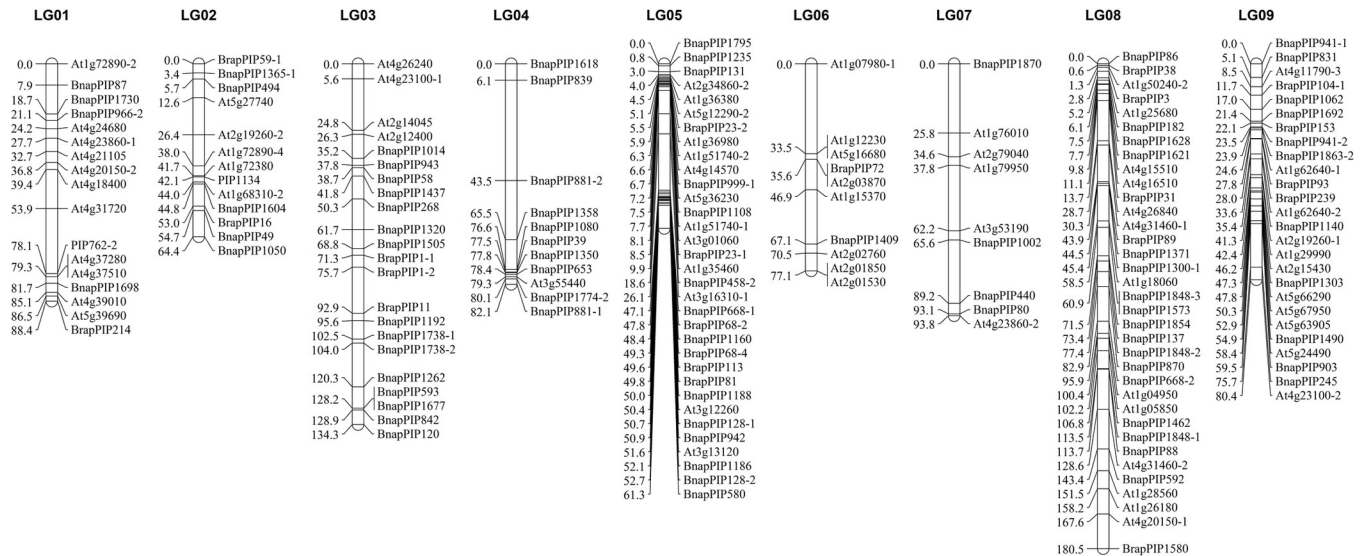 LG01
0.0 At1g72890-2
7.9 BnapPIP87
18.7 BnapPIP1730
21.1 BnapPIP966-2
24.2 At4g24680
27.7 At4g23860-1
32.7 At4g21105
36.8 At4g20150-2
39.4 At4g18400
53.9 At4g31720
78.1 PIP762-2
79.3 At4g37280
At4g37510
81.7 BnapPIP1698
85.1 At4g39010
86.5 At5g39690
88.4 BrapPIP214
LG02
0.0 BrapPIP59-1
3.4 BnapPIP1365-1
5.7 BnapPIP494
12.6 At5g27740
26.4 At2g19260-2
38.0 At1g72890-4
41.7 At1g72380
42.1 PIP1134
44.0 At1g68310-2
44.8 BnapPIP1604
53.0 BrapPIP16
54.7 BnapPIP49
64.4 BnapPIP1050
LG03
0.0 At4g26240
5.6 At4g23100-1
24.8 At2g14045
26.3 At2g12400
35.2 BnapPIP1014
37.8 BnapPIP943
38.7 BnapPIP58
41.8 BnapPIP1437
50.3 BnapPIP268
61.7 BnapPIP1320
68.8 BnapPIP1505
71.3 BrapPIP1-1
75.7 BrapPIP1-2
92.9 BrapPIP11
95.6 BnapPIP1192
102.5 BnapPIP1738-1
104.0 BnapPIP1738-2
120.3 BnapPIP1262
128.2 BnapPIP593
BnapPIP1677
128.9 BnapPIP842
134.3 BnapPIP120
LG04
0.0 BnapPIP1618
6.1 BnapPIP839
43.5 BnapPIP881-2
65.5 BnapPIP1358
76.6 BnapPIP1080
77.5 BnapPIP39
77.8 BnapPIP1350
78.4 BnapPIP653
79.3 At3g55440
80.1 BnapPIP1774-2
82.1 BnapPIP881-1
LG05
0.0 BnapPIP1795
0.8 BnapPIP1235
3.0 BnapPIP131
4.0 At2g34860-2
4.5 At1g36380
5.1 At5g12290-2
5.5 BrapPIP23-2
5.9 At1g36980
6.3 At1g51740-2
6.6 At4g14570
6.7 BnapPIP999-1
7.2 At5g36230
7.5 BnapPIP1108
7.7 At1g51740-1
8.1 At3g01060
8.5 BrapPIP23-1
9.9 At1g35460
18.6 BnapPIP458-2
26.1 At3g16310-1
47.1 BnapPIP668-1
47.8 BrapPIP68-2
48.4 BnapPIP1160
49.3 BrapPIP68-4
49.6 BrapPIP113
49.8 BrapPIP81
50.0 BnapPIP1188
50.4 At3g12260
50.7 BnapPIP128-1
50.9 BnapPIP942
51.6 At3g13120
52.1 BnapPIP1186
52.7 BnapPIP128-2
61.3 BnapPIP580
LG06
0.0 At1g07980-1
33.5 At1g12230
At5g16680
35.6 BrapPIP72
At2g03870
46.9 At1g15370
67.1 BnapPIP1409
70.5 At2g02760
77.1 At2g01850
At2g01530
LG07
0.0 BnapPIP1870
25.8 At1g76010
34.6 At2g79040
37.8 At1g79950
62.2 At3g53190
65.6 BnapPIP1002
89.2 BnapPIP440
93.1 BnapPIP80
93.8 At4g23860-2
LG08
0.0 BrapPIP86
0.6 BrapPIP38
1.3 At1g50240-2
2.8 BrapPIP3
5.2 At1g25680
6.1 BnapPIP182
7.5 BnapPIP1628
7.7 BnapPIP1621
9.8 At4g15510
11.1 At4g16510
13.7 BrapPIP31
28.7 At4g26840
30.3 At4g31460-1
43.9 BrapPIP89
44.5 BnapPIP1371
45.4 BnapPIP1300-1
58.5 At1g18060
60.9 BnapPIP1848-3
BnapPIP1573
71.5 BnapPIP1854
73.4 BnapPIP137
77.4 BnapPIP1848-2
82.9 BnapPIP870
95.9 BnapPIP668-2
100.4 At1g04950
102.2 At1g05850
106.8 BnapPIP1462
113.5 BnapPIP1848-1
113.7 BnapPIP88
128.6 At4g31460-2
143.4 BnapPIP592
151.5 At1g28560
158.2 At1g26180
167.6 At4g20150-1
180.5 BrapPIP1580
LG09
0.0 BnapPIP941-1
5.1 BnapPIP831
8.5 At4g11790-3
11.7 BrapPIP104-1
17.0 BnapPIP1062
21.4 BnapPIP1692
22.1 BrapPIP153
23.5 BnapPIP941-2
23.9 BnapPIP1863-2
24.6 At1g62640-1
27.8 BnapPIP93
28.0 BnapPIP239
33.6 At1g62640-2
35.4 BnapPIP1140
41.3 At2g19260-1
42.4 At1g29990
46.2 At2g15430
47.3 BnapPIP1303
47.8 At5g66290
50.3 At5g67950
52.9 At5g63905
54.9 BnapPIP1490
58.4 At5g24490
59.5 BnapPIP903
75.7 BnapPIP245
80.4 At4g23100-2